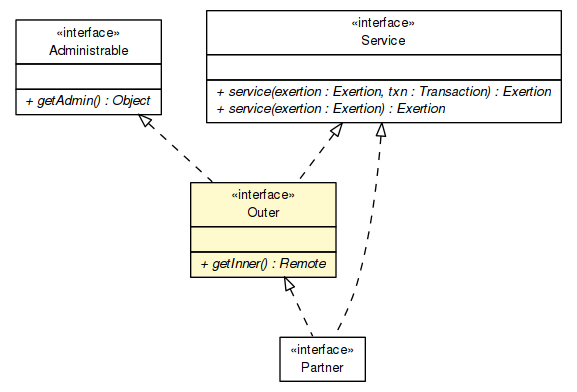 «interface»
Administrable
+ getAdmin() : Object
«interface»
Service
+ service(exertion : Exertion, txn : Transaction) : Exertion
+ service(exertion : Exertion) : Exertion
«interface»
Outer
+ getInner() : Remote
«interface»
Partner